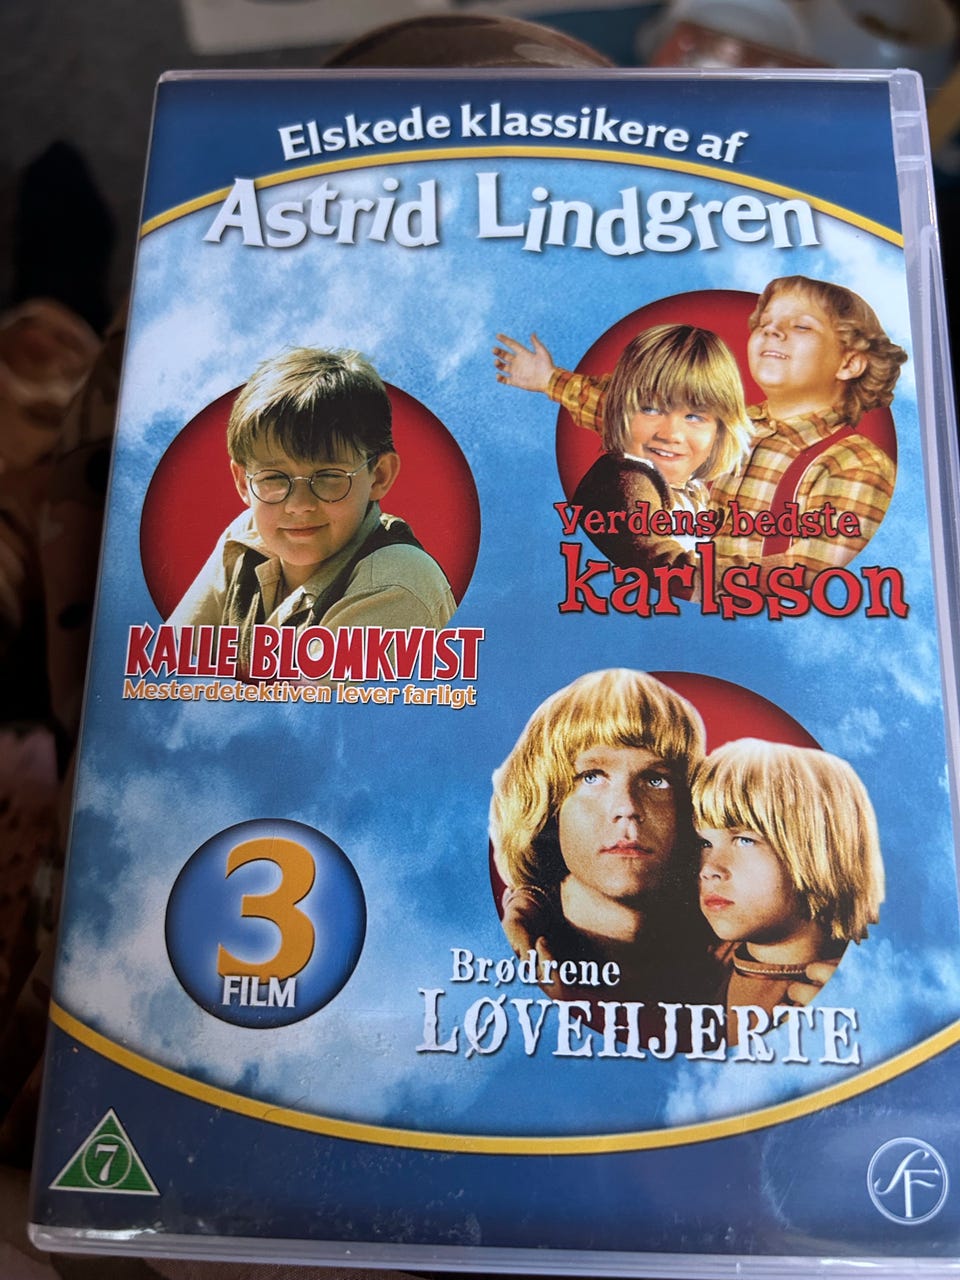 Elskede klassikere af
Astrid Lindgren
Verdens bedste
karlsson
KALLE BLOMKVIST
Mesterdetektiven lever farligt
3
FILM
Brødrene
LØVEHJERTE
7
SF